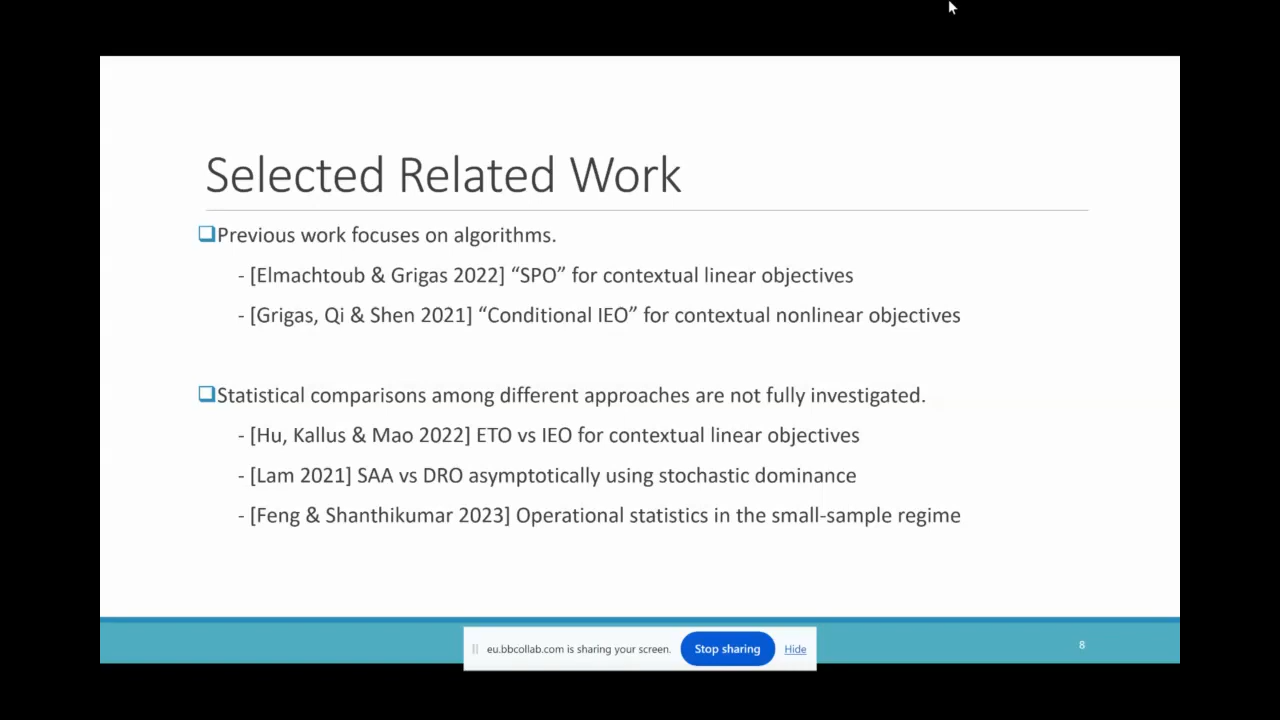 Selected Related Work
❑Previous work focuses on algorithms.
- [Elmachtoub & Grigas 2022] “SPO” for contextual linear objectives
- [Grigas, Qi & Shen 2021] “Conditional IEO” for contextual nonlinear objectives
❑Statistical comparisons among different approaches are not fully investigated.
- [Hu, Kallus & Mao 2022] ETO vs IEO for contextual linear objectives
- [Lam 2021] SAA vs DRO asymptotically using stochastic dominance
- [Feng & Shanthikumar 2023] Operational statistics in the small-sample regime
8
eu.bbcollab.com is sharing your screen. Stop sharing Hide